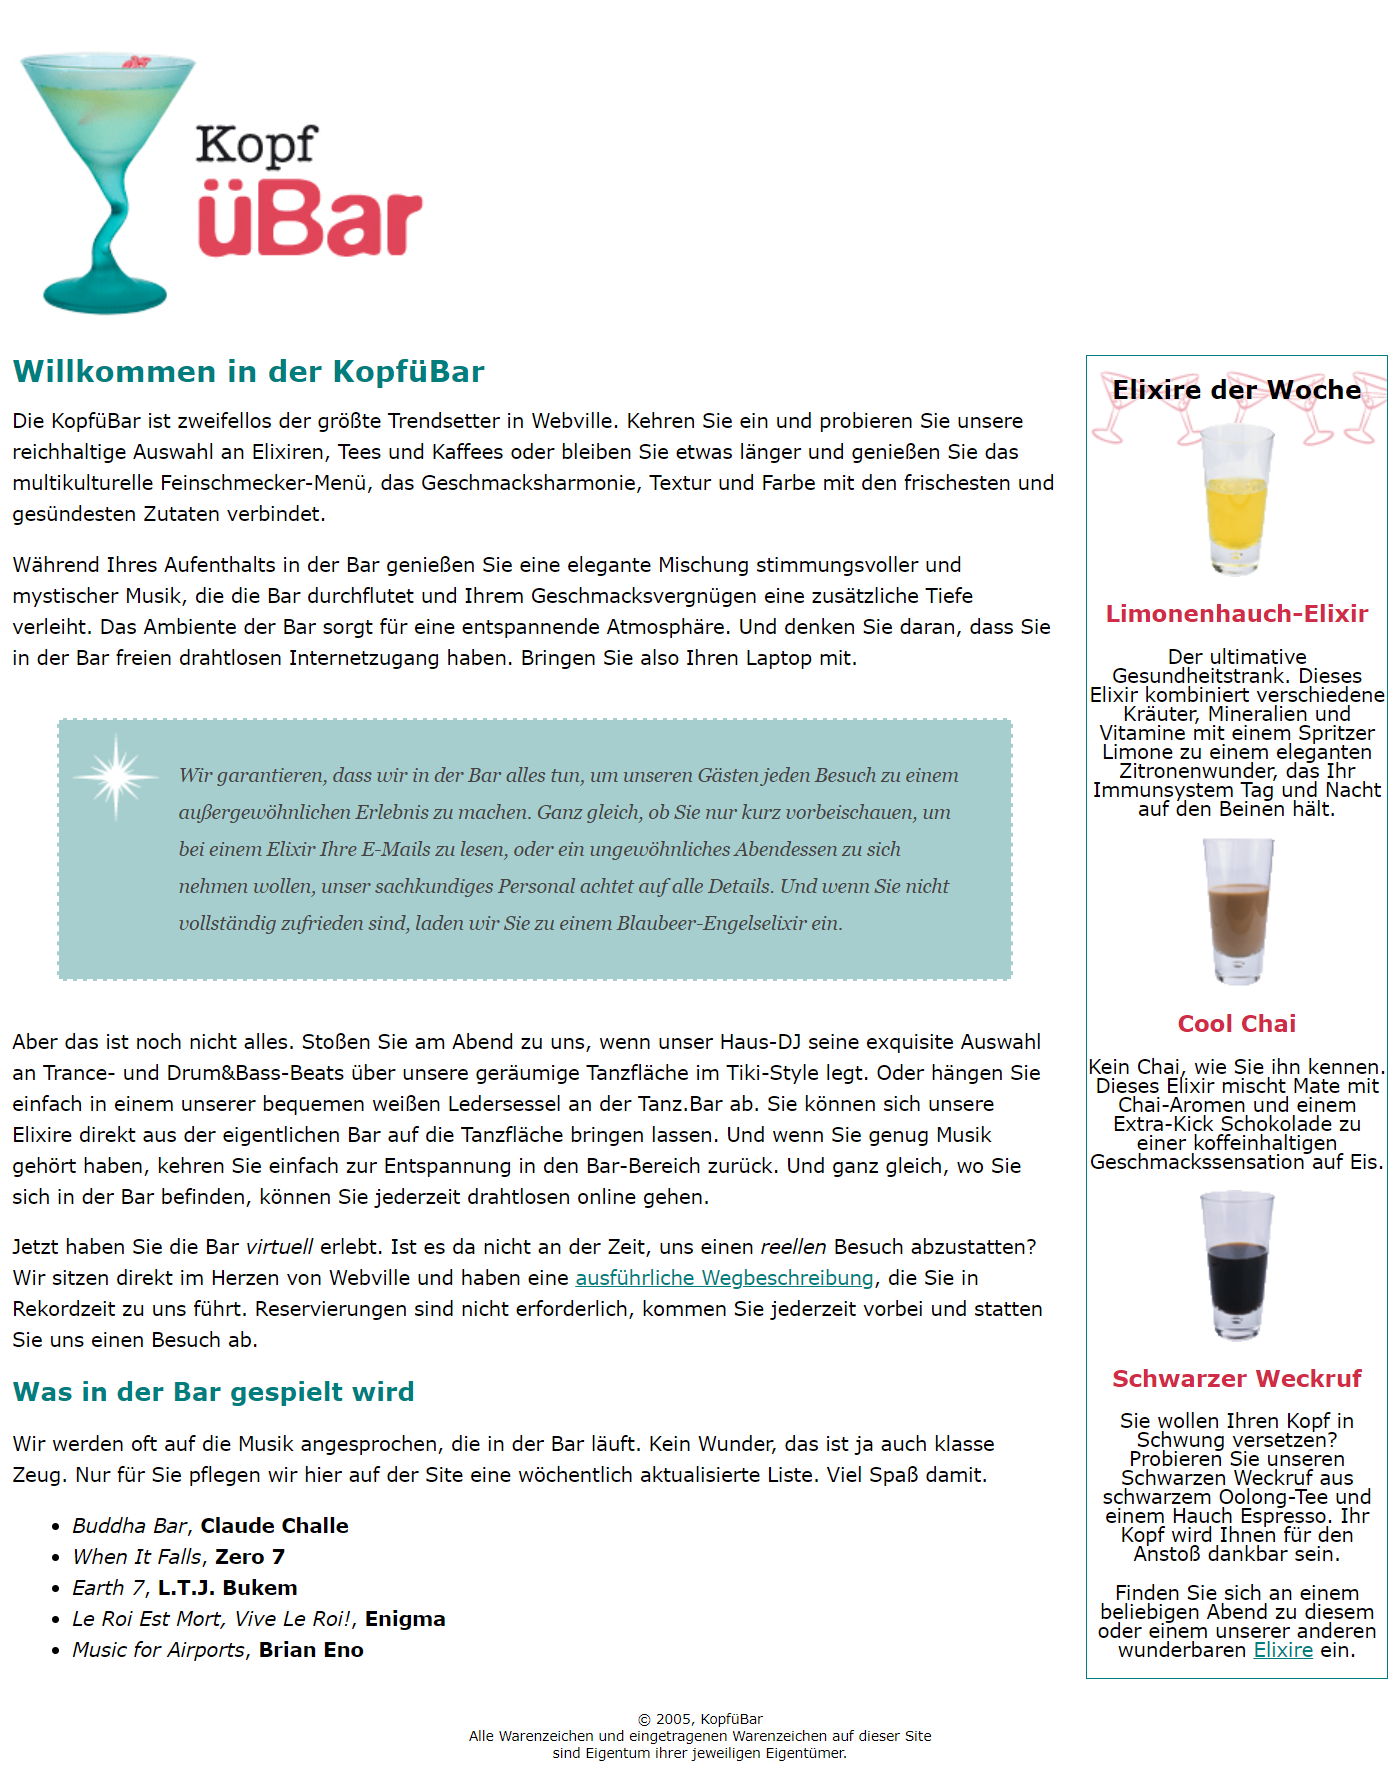 Kopf
üBar
Willkommen in der KopfüBar
Die KopfüBar ist zweifellos der größte Trendsetter in Webville. Kehren Sie ein und probieren Sie unsere
reichhaltige Auswahl an Elixiren, Tees und Kaffees oder bleiben Sie etwas länger und genießen Sie das
multikulturelle Feinschmecker-Menü, das Geschmacksharmonie, Textur und Farbe mit den frischesten und
gesündesten Zutaten verbindet.
Während Ihres Aufenthalts in der Bar genießen Sie eine elegante Mischung stimmungsvoller und
mystischer Musik, die die Bar durchflutet und Ihrem Geschmacksvergnügen eine zusätzliche Tiefe
verleiht. Das Ambiente der Bar sorgt für eine entspannende Atmosphäre. Und denken Sie daran, dass Sie
in der Bar freien drahtlosen Internetzugang haben. Bringen Sie also Ihren Laptop mit.
Wir garantieren, dass wir in der Bar alles tun, um unseren Gästen jeden Besuch zu einem
außergewöhnlichen Erlebnis zu machen. Ganz gleich, ob Sie nur kurz vorbeischauen, um
bei einem Elixir Ihre E-Mails zu lesen, oder ein ungewöhnliches Abendessen zu sich
nehmen wollen, unser sachkundiges Personal achtet auf alle Details. Und wenn Sie nicht
vollständig zufrieden sind, laden wir Sie zu einem Blaubeer-Engelselixir ein.
Aber das ist noch nicht alles. Stoßen Sie am Abend zu uns, wenn unser Haus-DJ seine exquisite Auswahl
an Trance- und Drum&Bass-Beats über unsere geräumige Tanzfläche im Tiki-Style legt. Oder hängen Sie
einfach in einem unserer bequemen weißen Ledersessel an der Tanz.Bar ab. Sie können sich unsere
Elixire direkt aus der eigentlichen Bar auf die Tanzfläche bringen lassen. Und wenn Sie genug Musik
gehört haben, kehren Sie einfach zur Entspannung in den Bar-Bereich zurück. Und ganz gleich, wo Sie
sich in der Bar befinden, können Sie jederzeit drahtlosen online gehen.
Jetzt haben Sie die Bar virtuell erlebt. Ist es da nicht an der Zeit, uns einen reellen Besuch abzustatten?
Wir sitzen direkt im Herzen von Webville und haben eine ausführliche Wegbeschreibung, die Sie in
Rekordzeit zu uns führt. Reservierungen sind nicht erforderlich, kommen Sie jederzeit vorbei und statten
Sie uns einen Besuch ab.
Was in der Bar gespielt wird
Wir werden oft auf die Musik angesprochen, die in der Bar läuft. Kein Wunder, das ist ja auch klasse
Zeug. Nur für Sie pflegen wir hier auf der Site eine wöchentlich aktualisierte Liste. Viel Spaß damit.
• Buddha Bar, Claude Challe
• When It Falls, Zero 7
• Earth 7, L.T.J. Bukem
• Le Roi Est Mort, Vive Le Roi!, Enigma
• Music for Airports, Brian Eno
Elixire der Woche
Limonenhauch-Elixir
Der ultimative
Gesundheitstrank. Dieses
Elixir kombiniert verschiedene
Kräuter, Mineralien und
Vitamine mit einem Spritzer
Limone zu einem eleganten
Zitronenwunder, das Ihr
Immunsystem Tag und Nacht
auf den Beinen hält.
Cool Chai
Kein Chai, wie Sie ihn kennen.
Dieses Elixir mischt Mate mit
Chai-Aromen und einem
Extra-Kick Schokolade zu
einer koffeinhaltigen
Geschmackssensation auf Eis.
Schwarzer Weckruf
Sie wollen Ihren Kopf in
Schwung versetzen?
Probieren Sie unseren
Schwarzen Weckruf aus
schwarzem Oolong-Tee und
einem Hauch Espresso. Ihr
Kopf wird Ihnen für den
Anstoß dankbar sein.
Finden Sie sich an einem
beliebigen Abend zu diesem
oder einem unserer anderen
wunderbaren Elixire ein.
© 2005, KopfüBar
Alle Warenzeichen und eingetragenen Warenzeichen auf dieser Site
sind Eigentum ihrer jeweiligen Eigentümer.